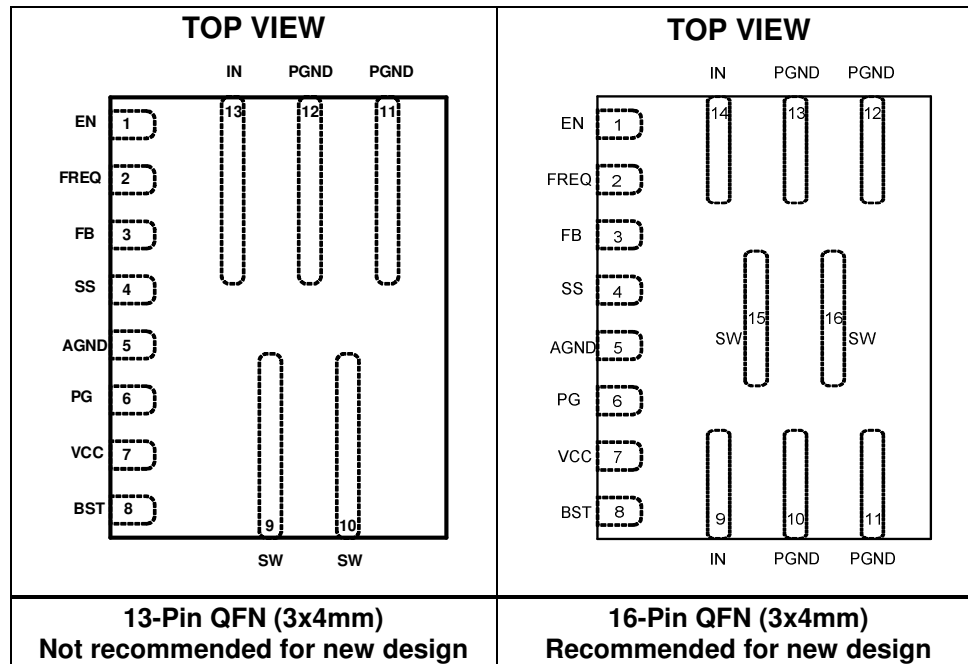 TOP VIEW
IN PGND PGND
13 12 11
EN 1
FREQ 2
FB 3
SS 4
AGND 5
PG 6
VCC 7
BST 8
9 10
SW SW
13-Pin QFN (3x4mm)
Not recommended for new design
TOP VIEW
IN PGND PGND
14 13 12
EN 1
FREQ 2
FB 3
SS 4
15 16
SW SW
AGND 5
PG 6
VCC 7
BST 8
9 10 11
IN PGND PGND
16-Pin QFN (3x4mm)
Recommended for new design